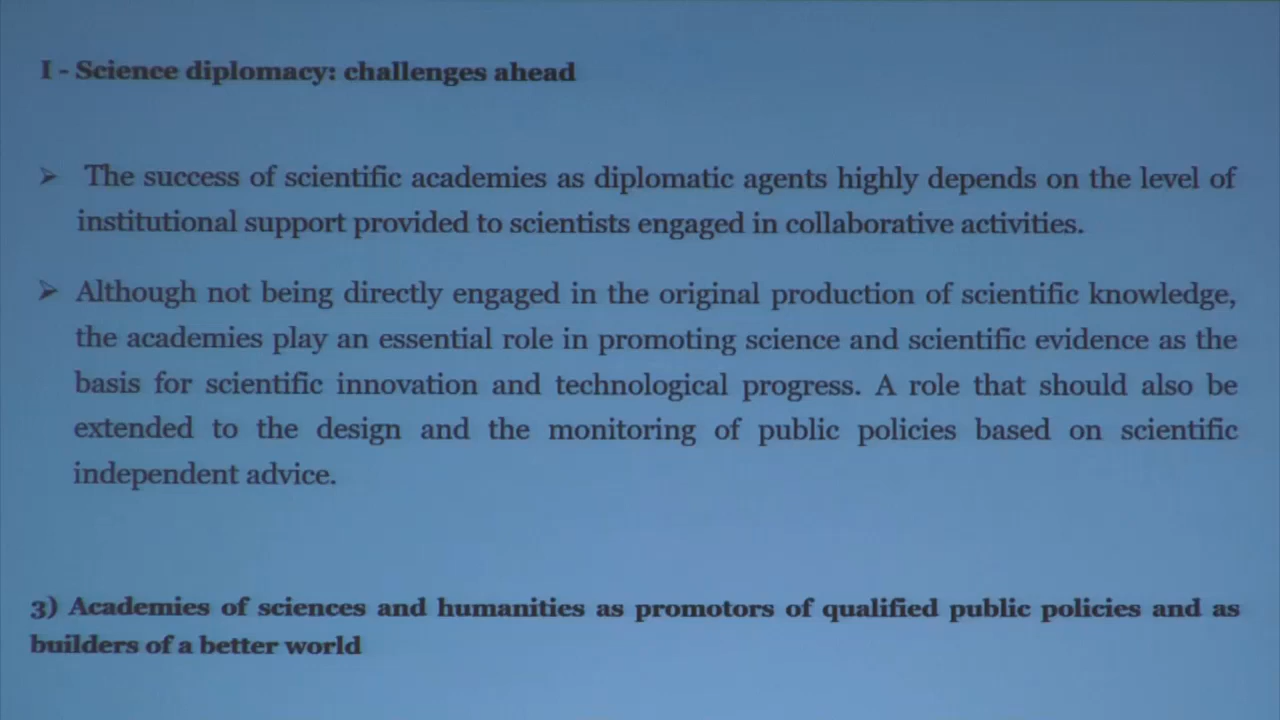 I - Science diplomacy: challenges ahead
➢ The success of scientific academies as diplomatic agents highly depends on the level of
institutional support provided to scientists engaged in collaborative activities.
➢ Although not being directly engaged in the original production of scientific knowledge,
the academies play an essential role in promoting science and scientific evidence as the
basis for scientific innovation and technological progress. A role that should also be
extended to the design and the monitoring of public policies based on scientific
independent advice.
3) Academies of sciences and humanities as promotors of qualified public policies and as
builders of a better world